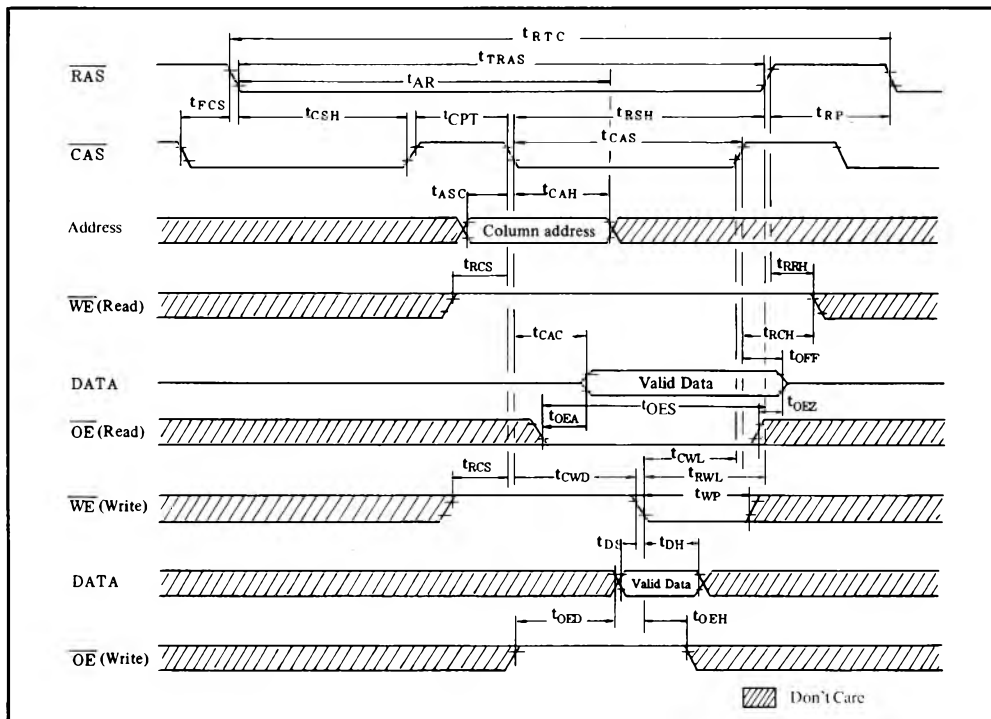 tRTC
RAS
tTRAS
tAR
tFCS
tCSH
tCPT
tRSH
tRP
CAS
tCAS
tASC
tCAH
Address
Column address
tRCS
tRRH
WE (Read)
tCAC
tRCH
tOFF
DATA
Valid Data
tOEA
tOES
tOEZ
OE (Read)
tCWL
tRCS
tCWD
tRWL
tWP
WE (Write)
tDS
tDH
DATA
Valid Data
tOED
tOEH
OE (Write)
Don't Care